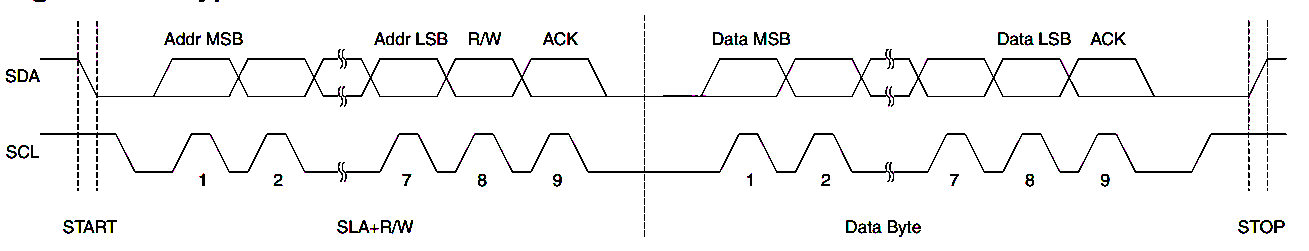 Addr MSB Addr LSB R/W ACK Data MSB Data LSB ACK
SDA
SCL
1 2 7 8 9 1 2 7 8 9
START SLA+R/W Data Byte STOP